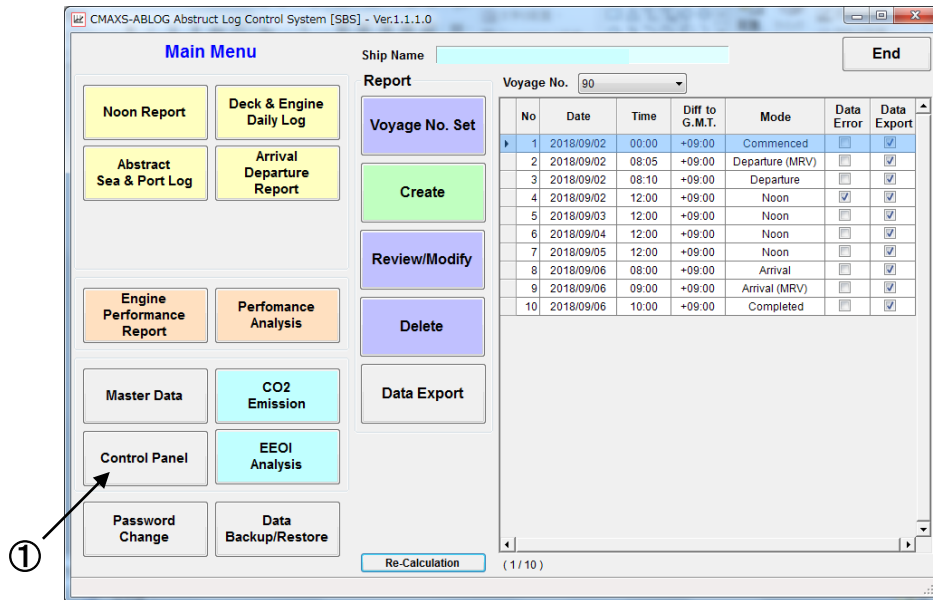 CMAXS-ABLOG Abstruct Log Control System [SBS] - Ver.1.1.1.0
Main Menu
Ship Name
End
Noon Report
Deck & Engine
Daily Log
Abstract
Sea & Port Log
Arrival
Departure
Report
Engine
Performance
Report
Perfomance
Analysis
Master Data
CO2
Emission
Control Panel
EEOI
Analysis
Password
Change
Data
Backup/Restore
①
Report
Voyage No. Set
Create
Review/Modify
Delete
Data Export
Re-Calculation
Voyage No. 90
No Date Time Diff to G.M.T. Mode Data Error Data Export
1 2018/09/02 00:00 +09:00 Commenced
2 2018/09/02 08:05 +09:00 Departure (MRV)
3 2018/09/02 08:10 +09:00 Departure
4 2018/09/02 12:00 +09:00 Noon
5 2018/09/03 12:00 +09:00 Noon
6 2018/09/04 12:00 +09:00 Noon
7 2018/09/05 12:00 +09:00 Noon
8 2018/09/06 08:00 +09:00 Arrival
9 2018/09/06 09:00 +09:00 Arrival (MRV)
10 2018/09/06 10:00 +09:00 Completed
( 1 / 10 )